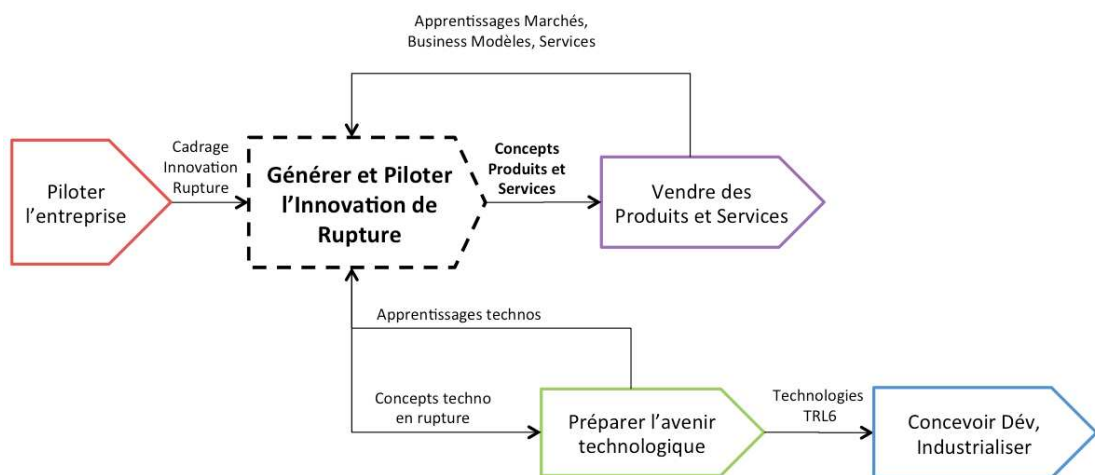 Apprentissages Marchés,
Business Modèles, Services
Piloter
l'entreprise
Cadrage
Innovation
Rupture
Générer et Piloter
l'Innovation de
Rupture
Concepts
Produits et
Services
Vendre des
Produits et Services
Apprentissages technos
Concepts techno
en rupture
Préparer l'avenir
technologique
Technologies
TRL6
Concevoir Dév,
Industrialiser